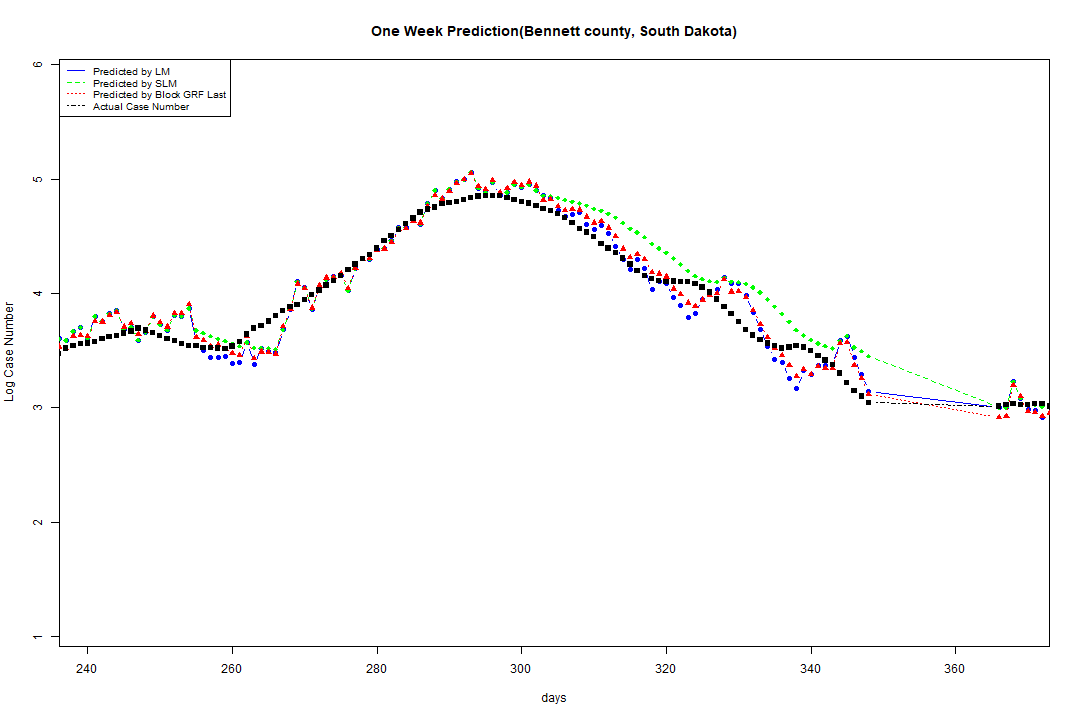 One Week Prediction(Bennett county, South Dakota)
Predicted by LM
Predicted by SLM
Predicted by Block GRF Last
Actual Case Number
6
5
4
3
2
1
Log Case Number
240 260 280 300 320 340 360
days